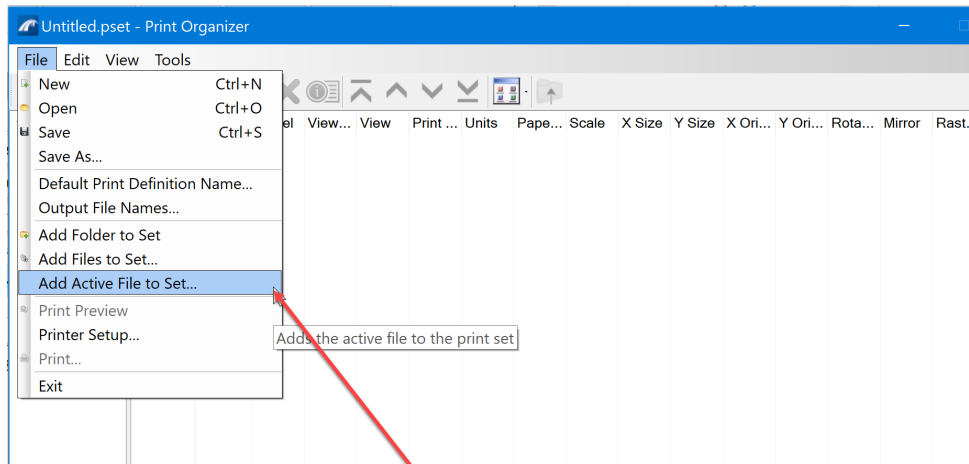 Untitled.pset - Print Organizer
File Edit View Tools
New Ctrl+N
Open Ctrl+O
Save Ctrl+S
Save As...
Default Print Definition Name...
Output File Names...
Add Folder to Set
Add Files to Set...
Add Active File to Set...
Print Preview
Printer Setup...
Print...
Exit
el View... View Print ... Units Pape... Scale X Size Y Size X Ori... Y Ori... Rota... Mirror Rast.
Adds the active file to the print set